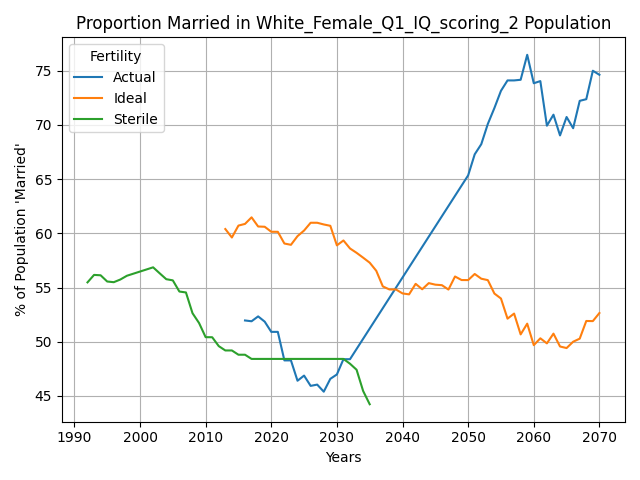 Proportion Married in White_Female_Q1_IQ_scoring_2 Population
% of Population 'Married'
Fertility
Actual
Ideal
Sterile
75
70
65
60
55
50
45
1990 2000 2010 2020 2030 2040 2050 2060 2070
Years